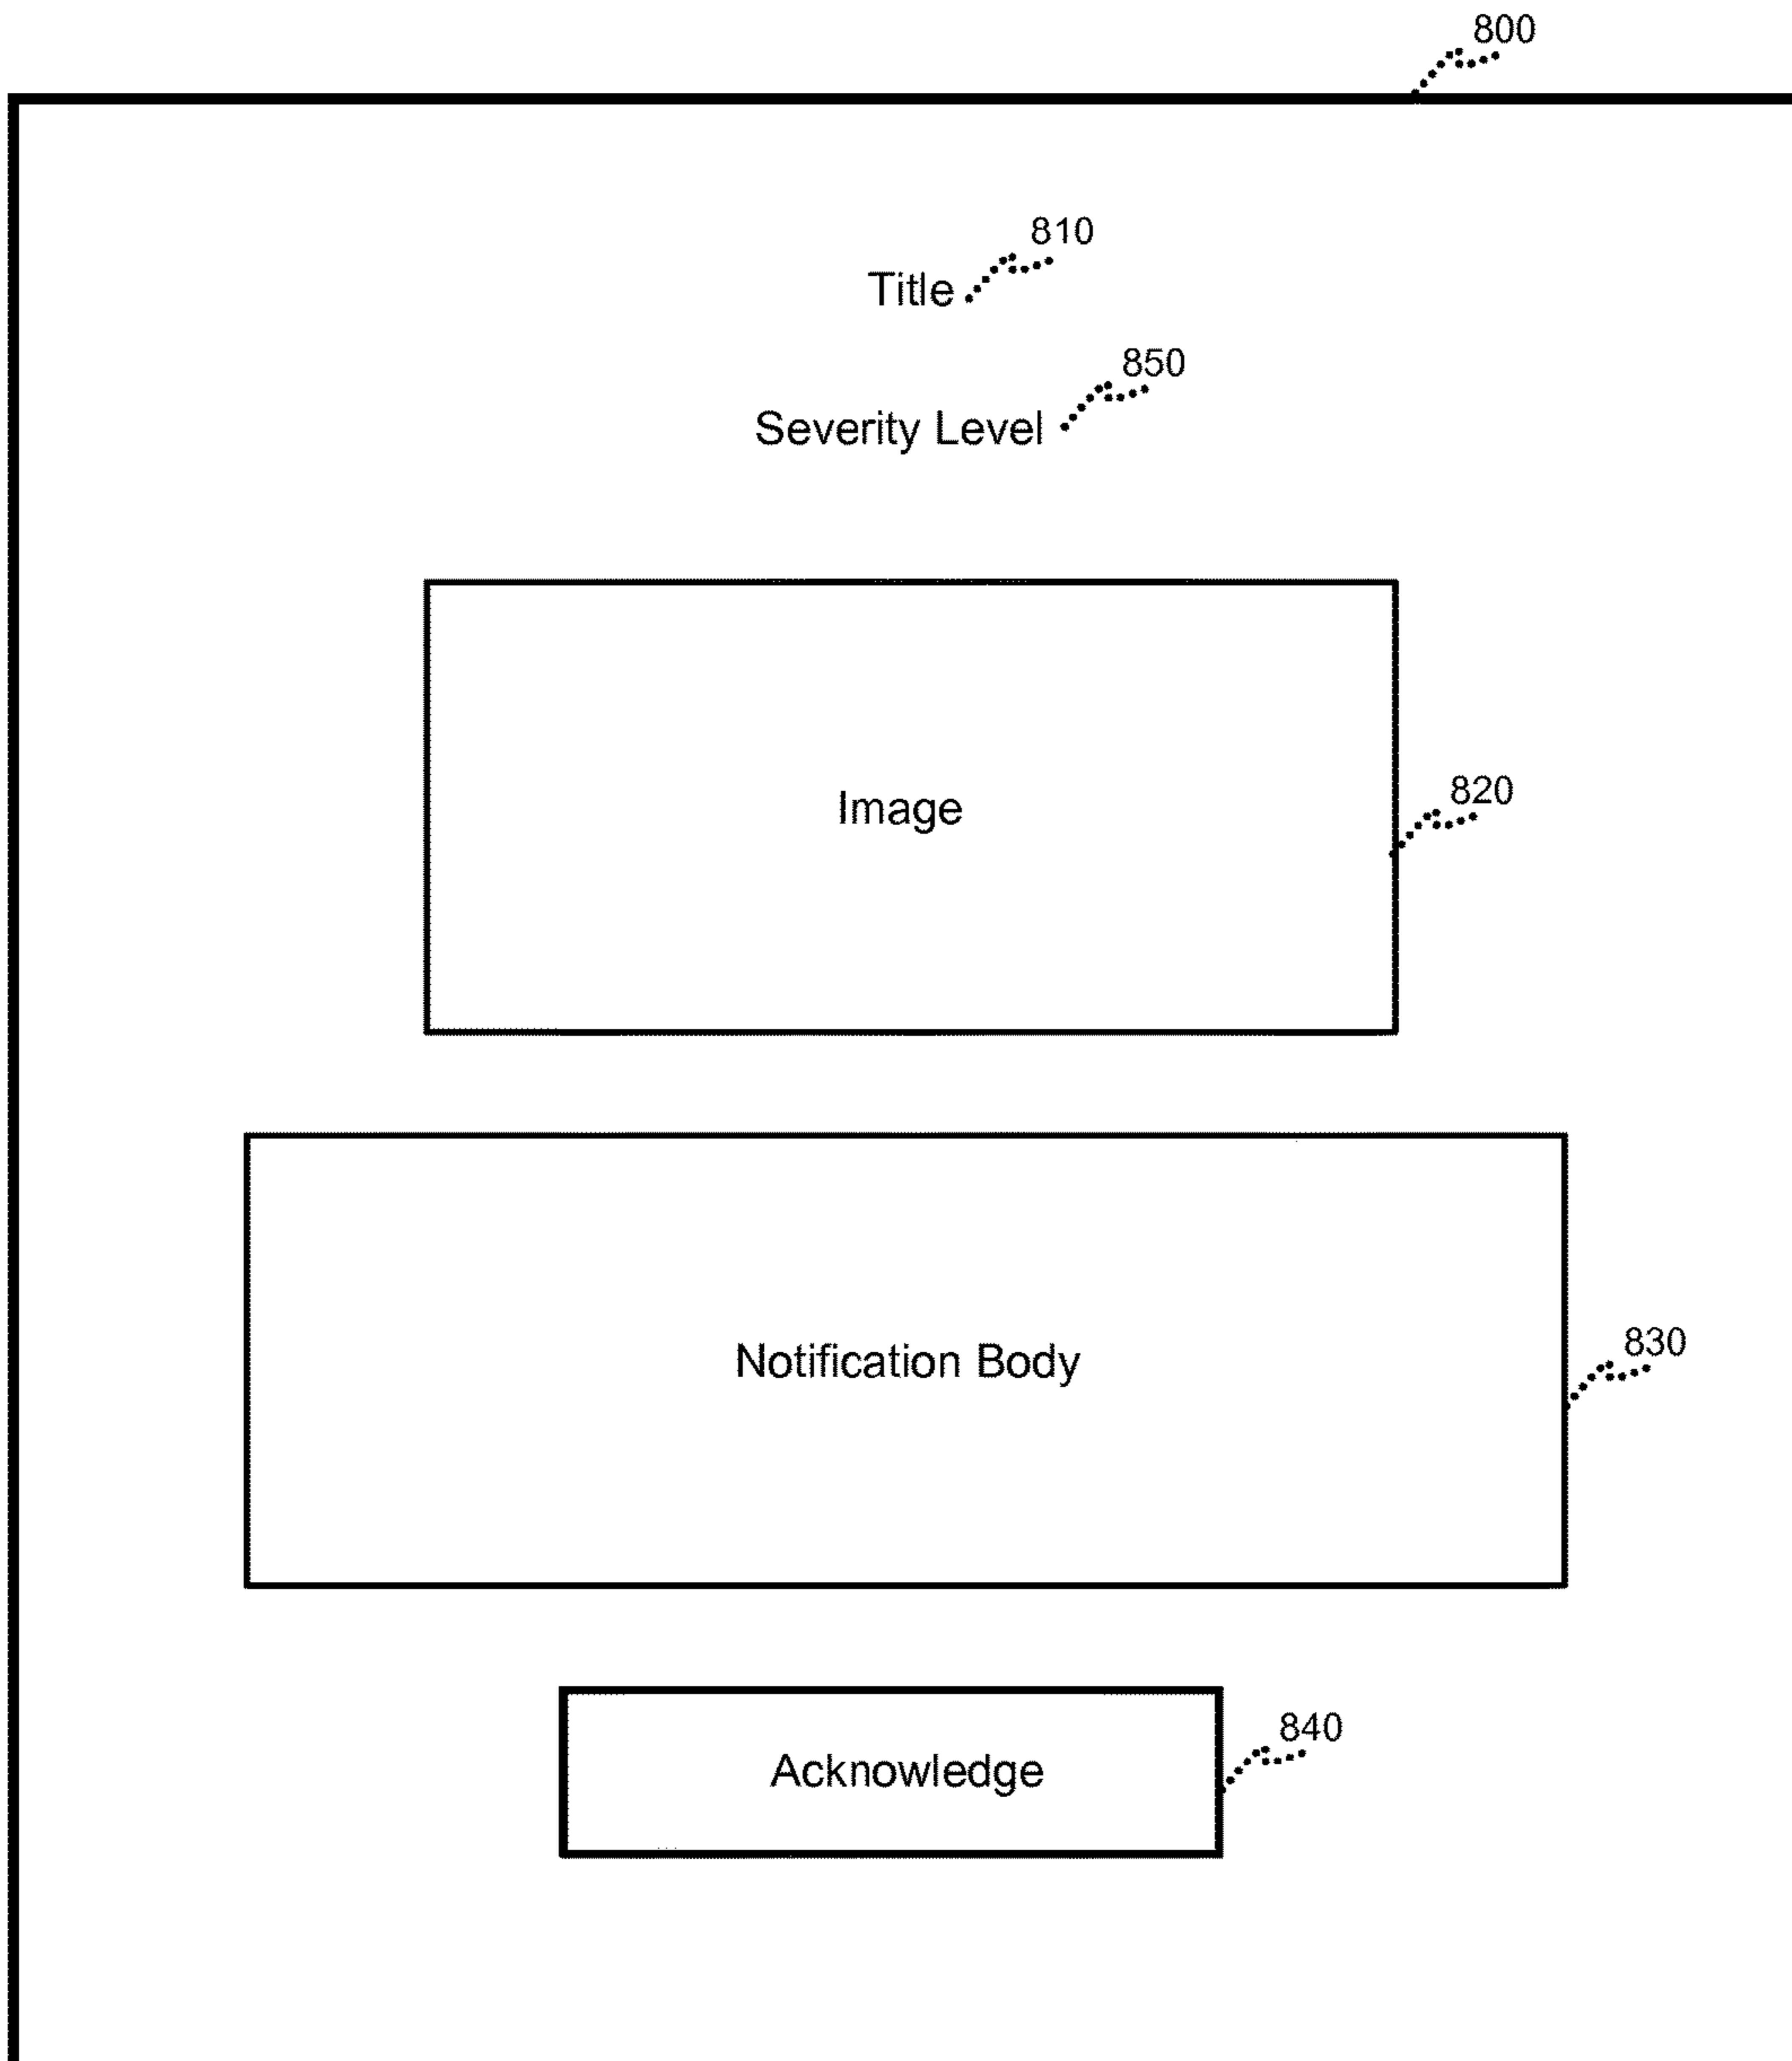 800
810
Title
850
Severity Level
Image
820
Notification Body
830
Acknowledge
840